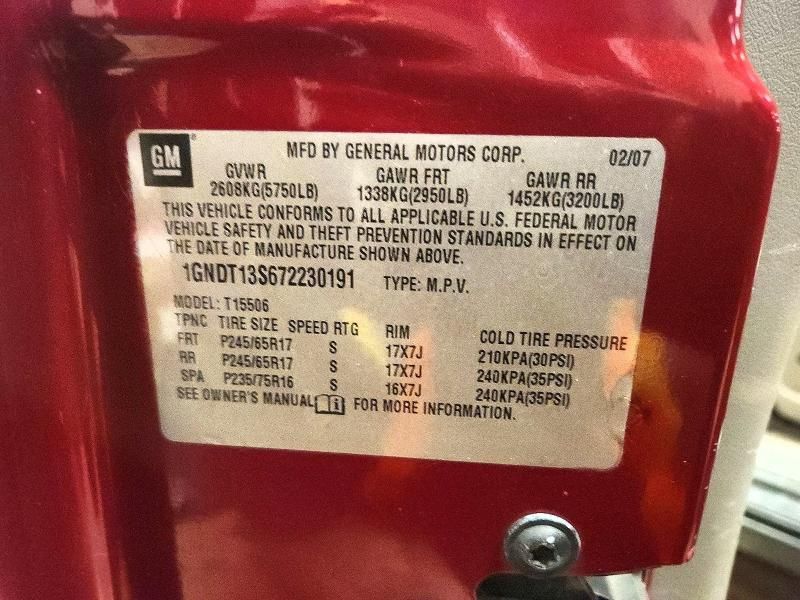 GM MFD BY GENERAL MOTORS CORP. 02/07
GVWR GAWR FRT GAWR RR
2608KG(5750LB) 1338KG(2950LB) 1452KG(3200LB)
THIS VEHICLE CONFORMS TO ALL APPLICABLE U.S. FEDERAL MOTOR
VEHICLE SAFETY AND THEFT PREVENTION STANDARDS IN EFFECT ON
THE DATE OF MANUFACTURE SHOWN ABOVE.
1GNDT13S672230191 TYPE: M.P.V.
MODEL: T15506
TPNC TIRE SIZE SPEED RTG RIM COLD TIRE PRESSURE
FRT P245/65R17 S 17X7J 210KPA(30PSI)
RR P245/65R17 S 17X7J 240KPA(35PSI)
SPA P235/75R16 S 16X7J 240KPA(35PSI)
SEE OWNER'S MANUAL FOR MORE INFORMATION.